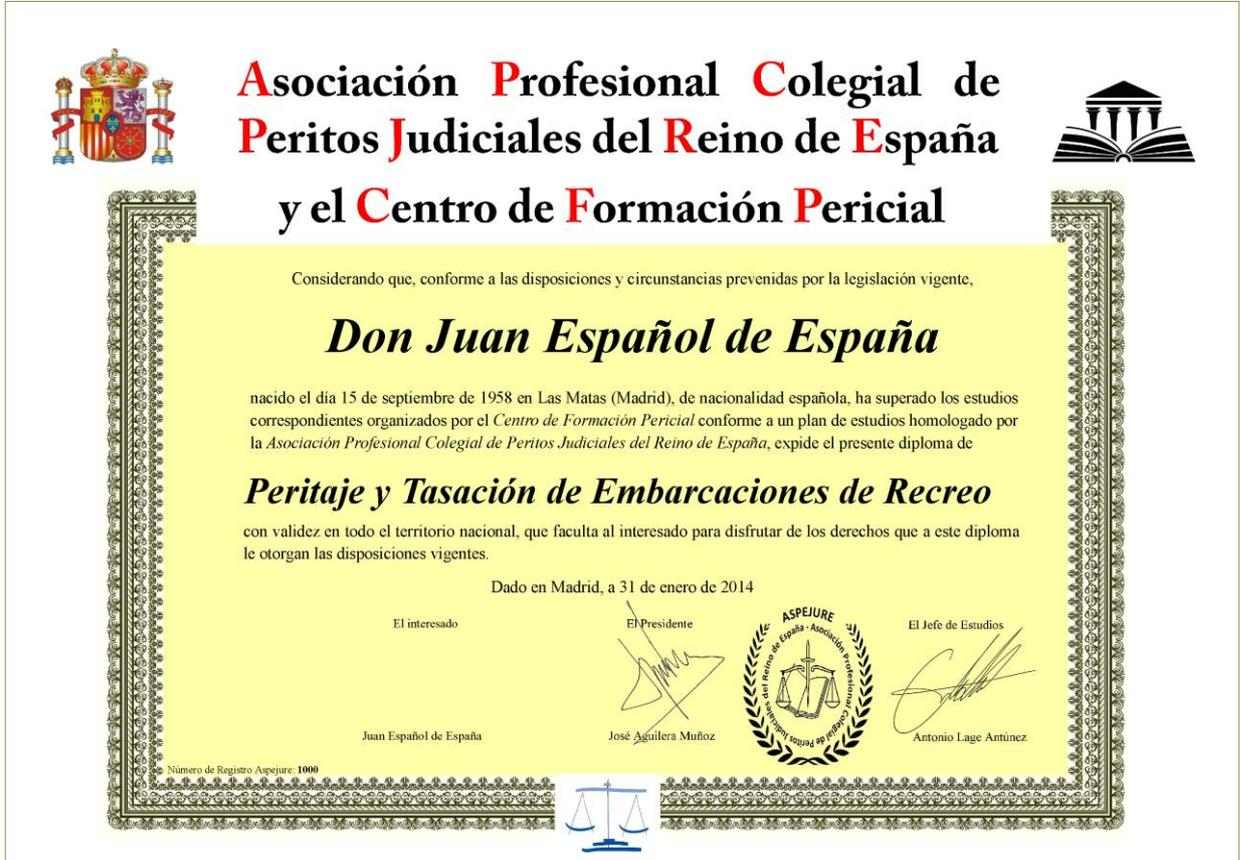 Asociación Profesional Colegial de
Peritos Judiciales del Reino de España
y el Centro de Formación Pericial
Considerando que, conforme a las disposiciones y circunstancias prevenidas por la legislación vigente,
Don Juan Español de España
nacido el día 15 de septiembre de 1958 en Las Matas (Madrid), de nacionalidad española, ha superado los estudios
correspondientes organizados por el Centro de Formación Pericial conforme a un plan de estudios homologado por
la Asociación Profesional Colegial de Peritos Judiciales del Reino de España, expide el presente diploma de
Peritaje y Tasación de Embarcaciones de Recreo
con validez en todo el territorio nacional, que faculta al interesado para disfrutar de los derechos que a este diploma
le otorgan las disposiciones vigentes.
Dado en Madrid, a 31 de enero de 2014
El interesado
El Presidente
ASPEJURE
Asociación Profesional Colegial de Peritos Judiciales del Reino de España -
El Jefe de Estudios
Juan Español de España
José Aguilera Muñoz
Antonio Lage Antúnez
Número de Registro Aspejure: 1000